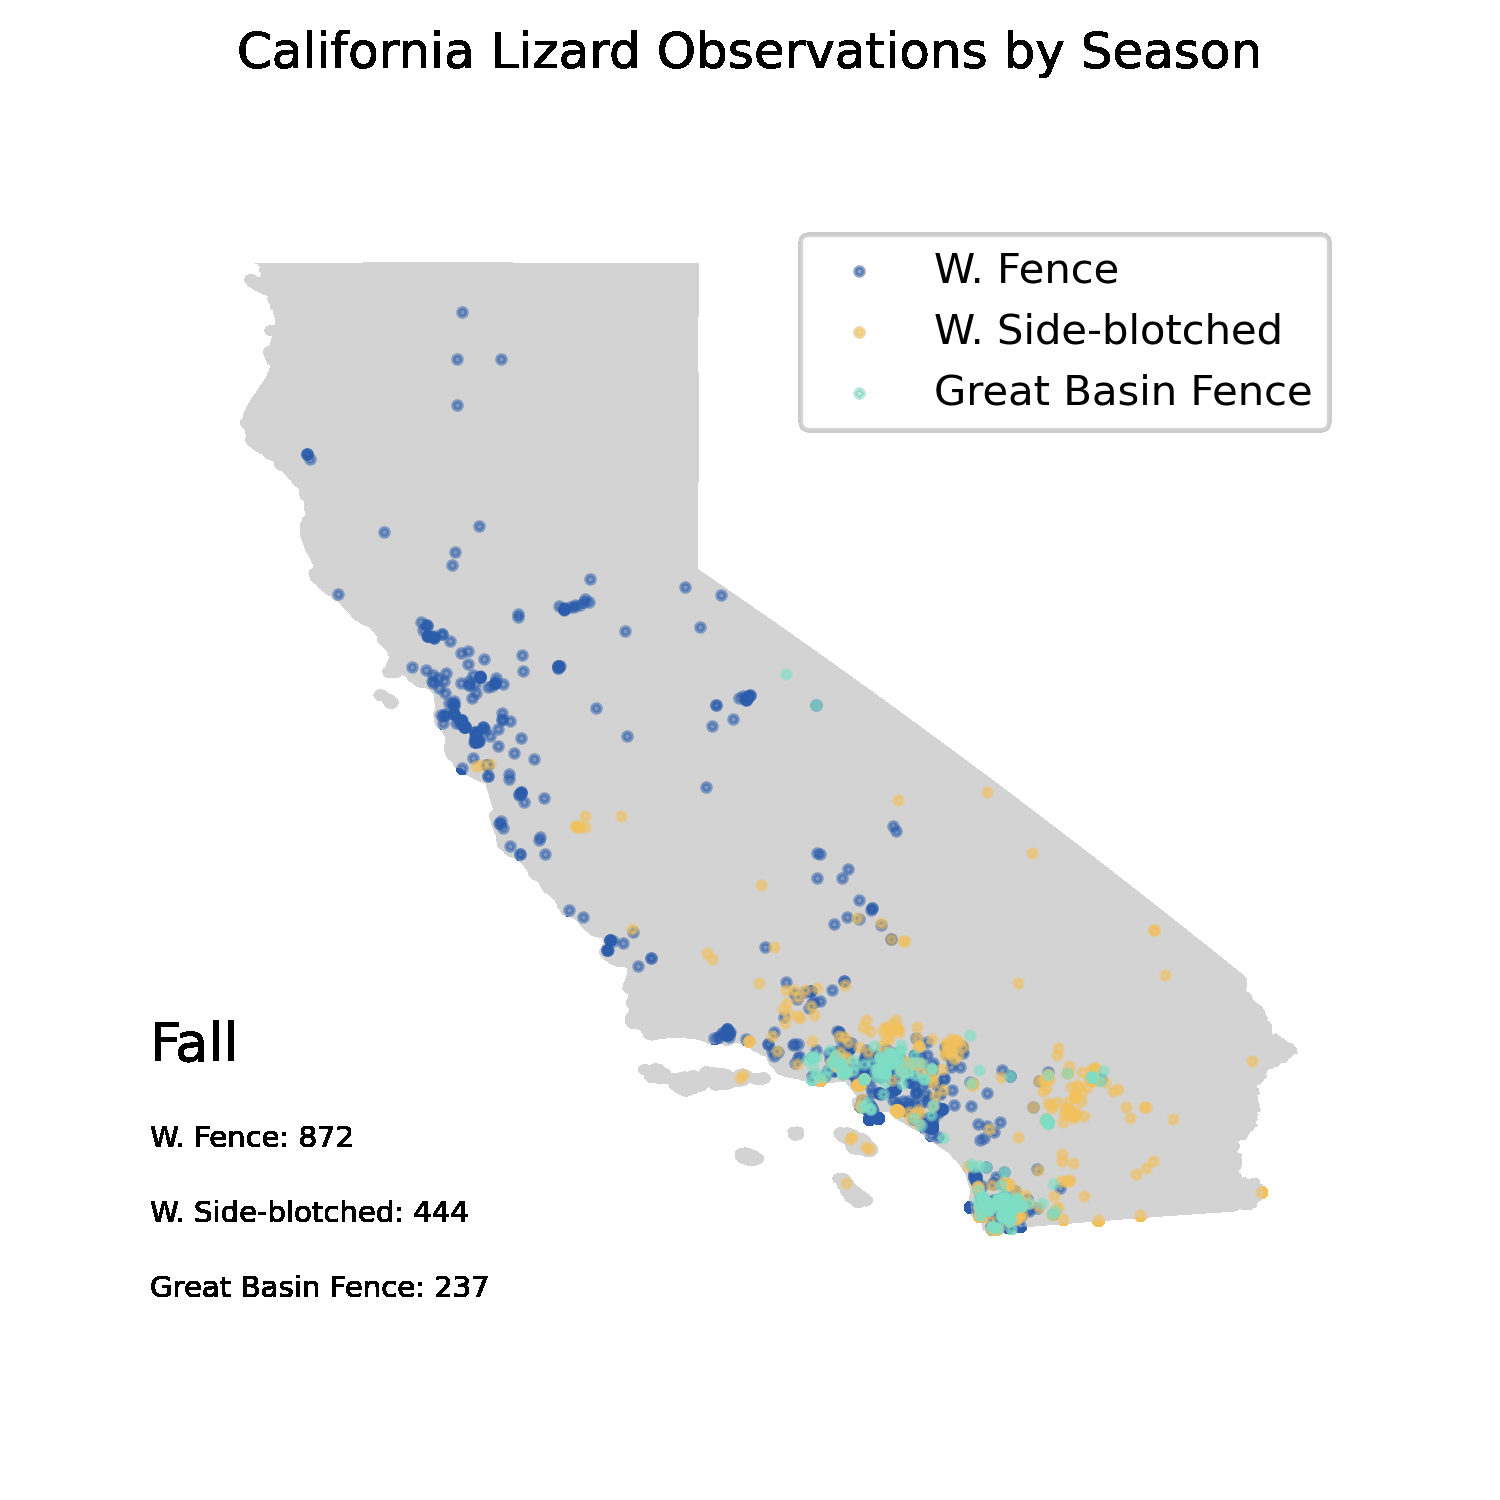 California Lizard Observations by Season
W. Fence
W. Side-blotched
Great Basin Fence
Fall
W. Fence: 872
W. Side-blotched: 444
Great Basin Fence: 237